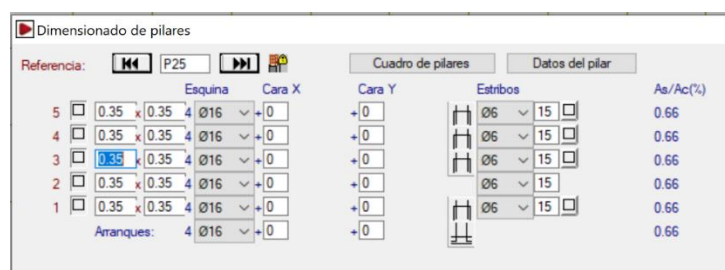 Dimensionado de pilares
Referencia: P25 Cuadro de pilares Datos del pilar
Esquina Cara X Cara Y Estribos As/Ac(%)
5 0.35 x 0.35 4 Ø16 + 0 + 0 Ø6 15 0.66
4 0.35 x 0.35 4 Ø16 + 0 + 0 Ø6 15 0.66
3 0.35 x 0.35 4 Ø16 + 0 + 0 Ø6 15 0.66
2 0.35 x 0.35 4 Ø16 + 0 + 0 Ø6 15 0.66
1 0.35 x 0.35 4 Ø16 + 0 + 0 Ø6 15 0.66
Arranques: 4 Ø16 + 0 + 0 0.66